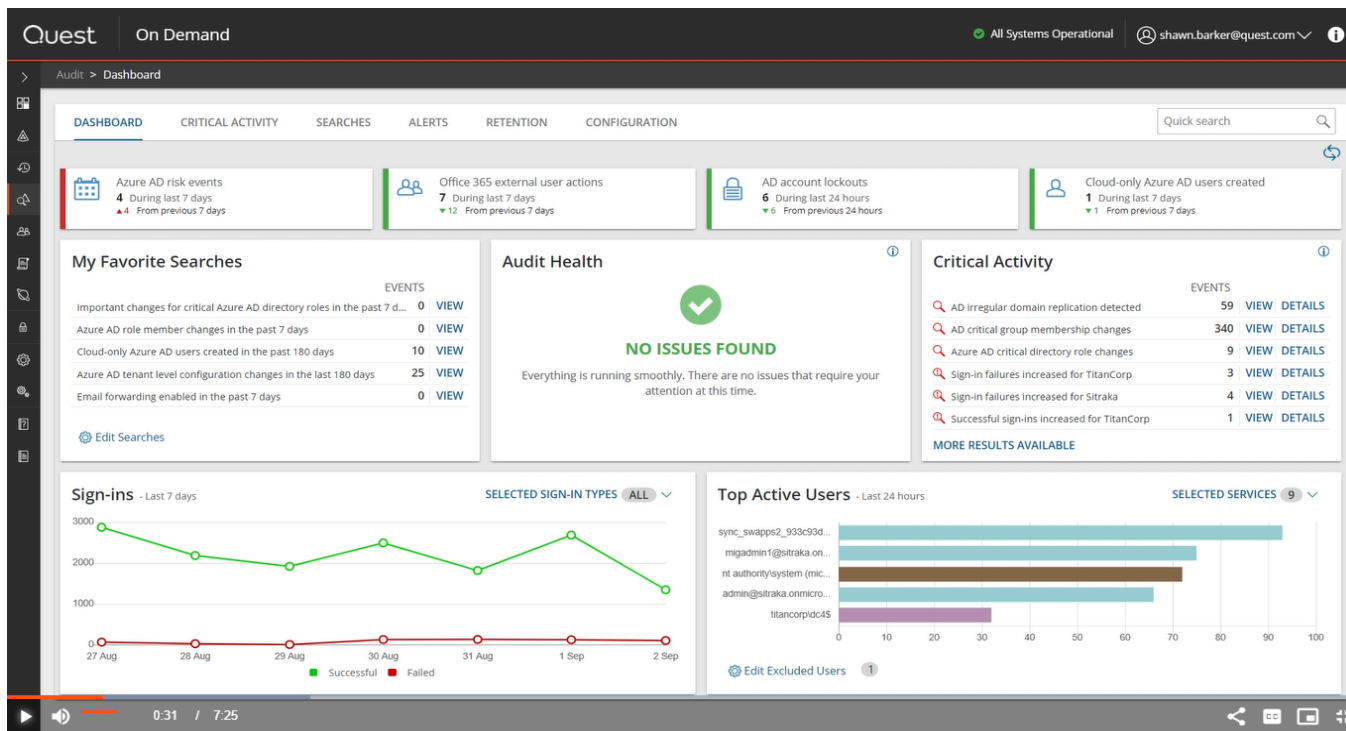 Quest On Demand All Systems Operational shawn.barker@quest.com
Audit > Dashboard
DASHBOARD CRITICAL ACTIVITY SEARCHES ALERTS RETENTION CONFIGURATION Quick search
Azure AD risk events
4 During last 7 days
▲4 From previous 7 days
Office 365 external user actions
7 During last 7 days
▼12 From previous 7 days
AD account lockouts
6 During last 24 hours
▼6 From previous 24 hours
Cloud-only Azure AD users created
1 During last 7 days
▼1 From previous 7 days
My Favorite Searches
EVENTS
Important changes for critical Azure AD directory roles in the past 7 d... 0 VIEW
Azure AD role member changes in the past 7 days 0 VIEW
Cloud-only Azure AD users created in the past 180 days 10 VIEW
Azure AD tenant level configuration changes in the last 180 days 25 VIEW
Email forwarding enabled in the past 7 days 0 VIEW
Edit Searches
Audit Health
NO ISSUES FOUND
Everything is running smoothly. There are no issues that require your
attention at this time.
Critical Activity
EVENTS
AD irregular domain replication detected 59 VIEW DETAILS
AD critical group membership changes 340 VIEW DETAILS
Azure AD critical directory role changes 9 VIEW DETAILS
Sign-in failures increased for TitanCorp 3 VIEW DETAILS
Sign-in failures increased for Sitraka 4 VIEW DETAILS
Successful sign-ins increased for TitanCorp 1 VIEW DETAILS
MORE RESULTS AVAILABLE
Sign-ins - Last 7 days SELECTED SIGN-IN TYPES ALL
3000
2000
1000
0
27 Aug 28 Aug 29 Aug 30 Aug 31 Aug 1 Sep 2 Sep
Successful Failed
Top Active Users - Last 24 hours SELECTED SERVICES 9
sync_swapps2_933c93d...
migadmin1@sitraka.on...
nt authority\system (mic...
admin@sitraka.onmicro...
titancorp\dc4$
0 10 20 30 40 50 60 70 80 90 100
Edit Excluded Users 1
0:31 / 7:25
CC